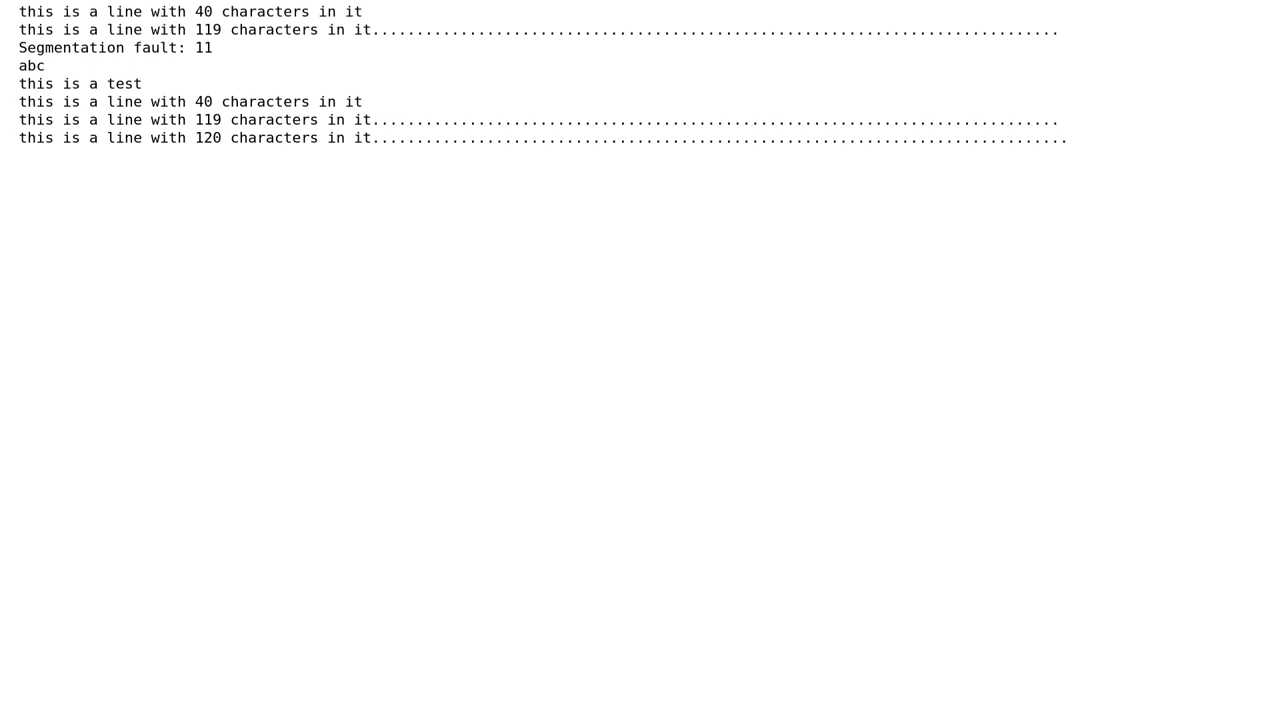 this is a line with 40 characters in it
this is a line with 119 characters in it..............................................................................
Segmentation fault: 11
abc
this is a test
this is a line with 40 characters in it
this is a line with 119 characters in it..............................................................................
this is a line with 120 characters in it...............................................................................